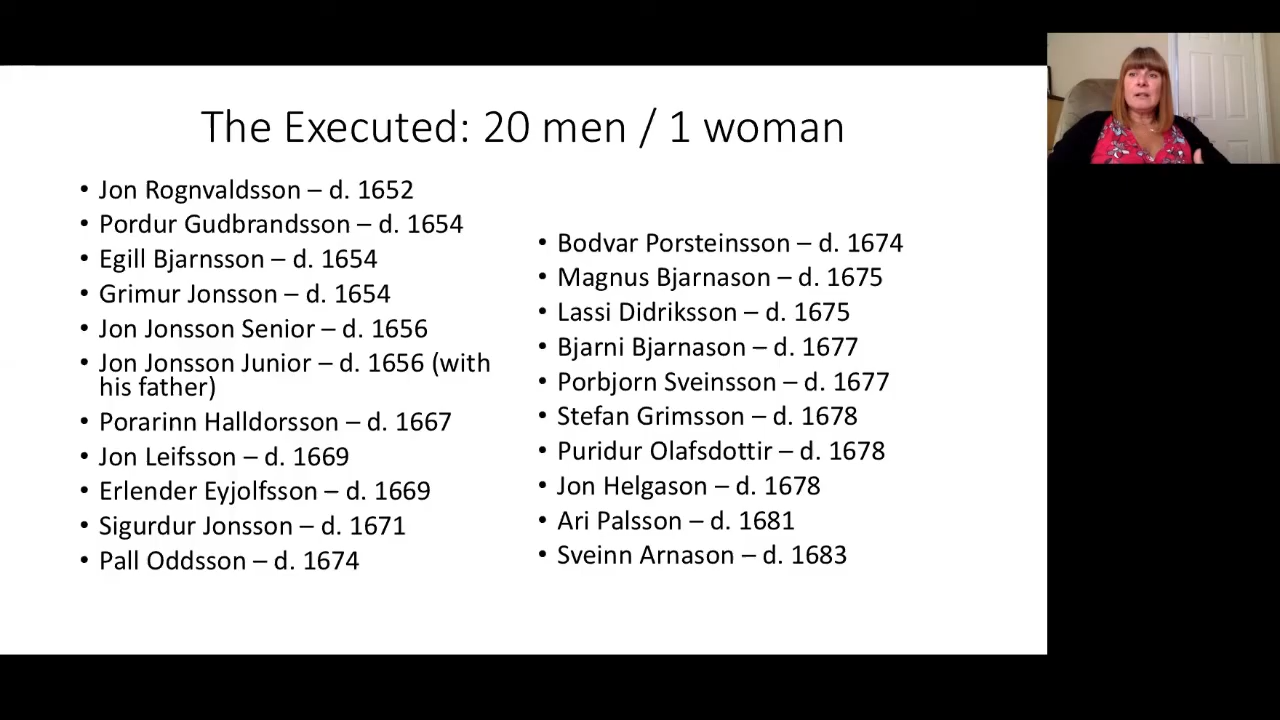 The Executed: 20 men / 1 woman
• Jon Rognvaldsson – d. 1652
• Pordur Gudbrandsson – d. 1654
• Egill Bjarnsson – d. 1654
• Grimur Jonsson – d. 1654
• Jon Jonsson Senior – d. 1656
• Jon Jonsson Junior – d. 1656 (with
his father)
• Porarinn Halldorsson – d. 1667
• Jon Leifsson – d. 1669
• Erlender Eyjolfsson – d. 1669
• Sigurdur Jonsson – d. 1671
• Pall Oddsson – d. 1674
• Bodvar Porsteinsson – d. 1674
• Magnus Bjarnason – d. 1675
• Lassi Didriksson – d. 1675
• Bjarni Bjarnason – d. 1677
• Porbjorn Sveinsson – d. 1677
• Stefan Grimsson – d. 1678
• Puridur Olafsdottir – d. 1678
• Jon Helgason – d. 1678
• Ari Palsson – d. 1681
• Sveinn Arnason – d. 1683